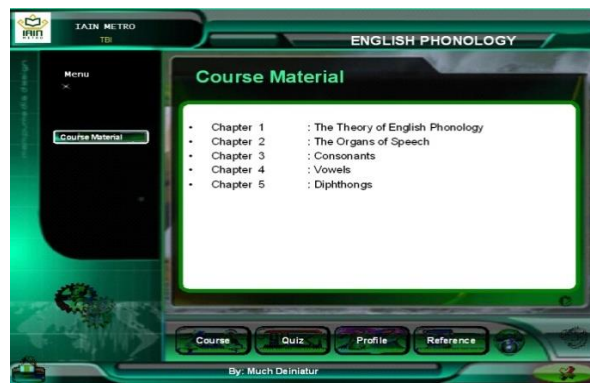 IAIN METRO
TBI
IAIN
METRO
ENGLISH PHONOLOGY
Menu
Course Material
Course Material
• Chapter 1 : The Theory of English Phonology
• Chapter 2 : The Organs of Speech
• Chapter 3 : Consonants
• Chapter 4 : Vowels
• Chapter 5 : Diphthongs
Course
Quiz
Profile
Reference
By: Much Deiniatur